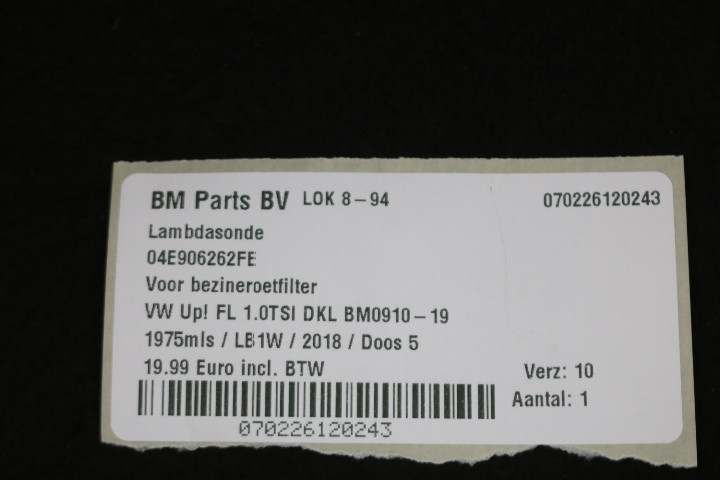 BM Parts BV LOK 8-94 070226120243
Lambdasonde
04E906262FE
Voor bezineroetfilter
VW Up! FL 1.0TSI DKL BM0910-19
1975mls / LB1W / 2018 / Doos 5
19.99 Euro incl. BTW Verz: 10
Aantal: 1
070226120243